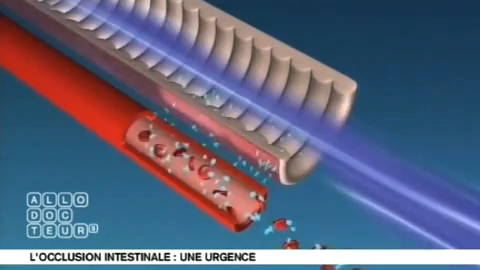 ALLO
DOC
TEUR®
L'OCCLUSION INTESTINALE : UNE URGENCE